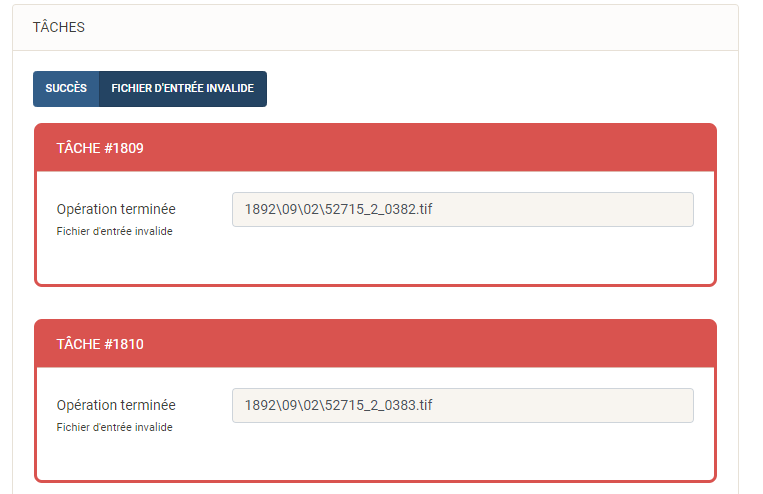 TÂCHES
SUCCÈS FICHIER D'ENTRÉE INVALIDE
TÂCHE #1809
Opération terminée 1892\09\02\52715_2_0382.tif
Fichier d'entrée invalide
TÂCHE #1810
Opération terminée 1892\09\02\52715_2_0383.tif
Fichier d'entrée invalide